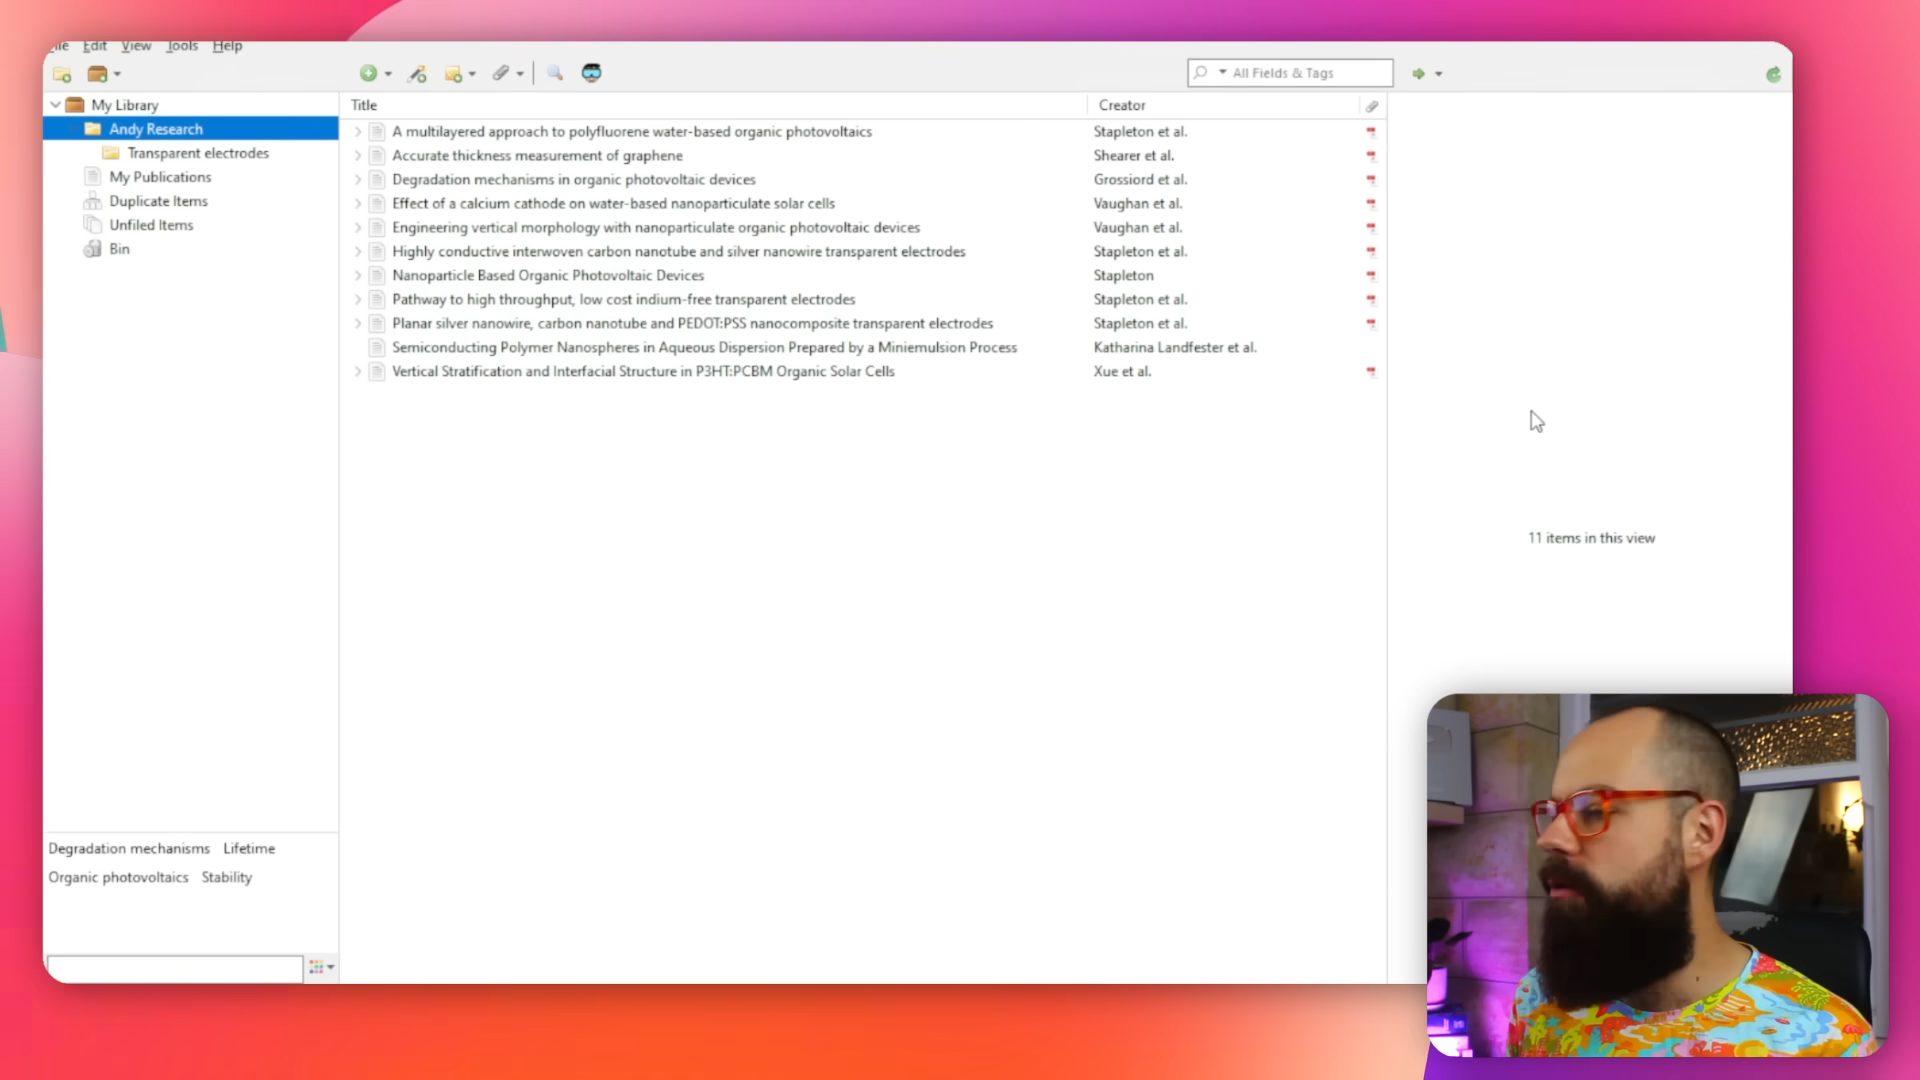 Edit View Tools Help
All Fields & Tags
My Library
Andy Research
Transparent electrodes
My Publications
Duplicate Items
Unfiled Items
Bin
Title Creator
A multilayered approach to polyfluorene water-based organic photovoltaics Stapleton et al.
Accurate thickness measurement of graphene Shearer et al.
Degradation mechanisms in organic photovoltaic devices Grossiord et al.
Effect of a calcium cathode on water-based nanoparticulate solar cells Vaughan et al.
Engineering vertical morphology with nanoparticulate organic photovoltaic devices Vaughan et al.
Highly conductive interwoven carbon nanotube and silver nanowire transparent electrodes Stapleton et al.
Nanoparticle Based Organic Photovoltaic Devices Stapleton
Pathway to high throughput, low cost indium-free transparent electrodes Stapleton et al.
Planar silver nanowire, carbon nanotube and PEDOT:PSS nanocomposite transparent electrodes Stapleton et al.
Semiconducting Polymer Nanospheres in Aqueous Dispersion Prepared by a Miniemulsion Process Katharina Landfester et al.
Vertical Stratification and Interfacial Structure in P3HT:PCBM Organic Solar Cells Xue et al.
11 items in this view
Degradation mechanisms Lifetime
Organic photovoltaics Stability